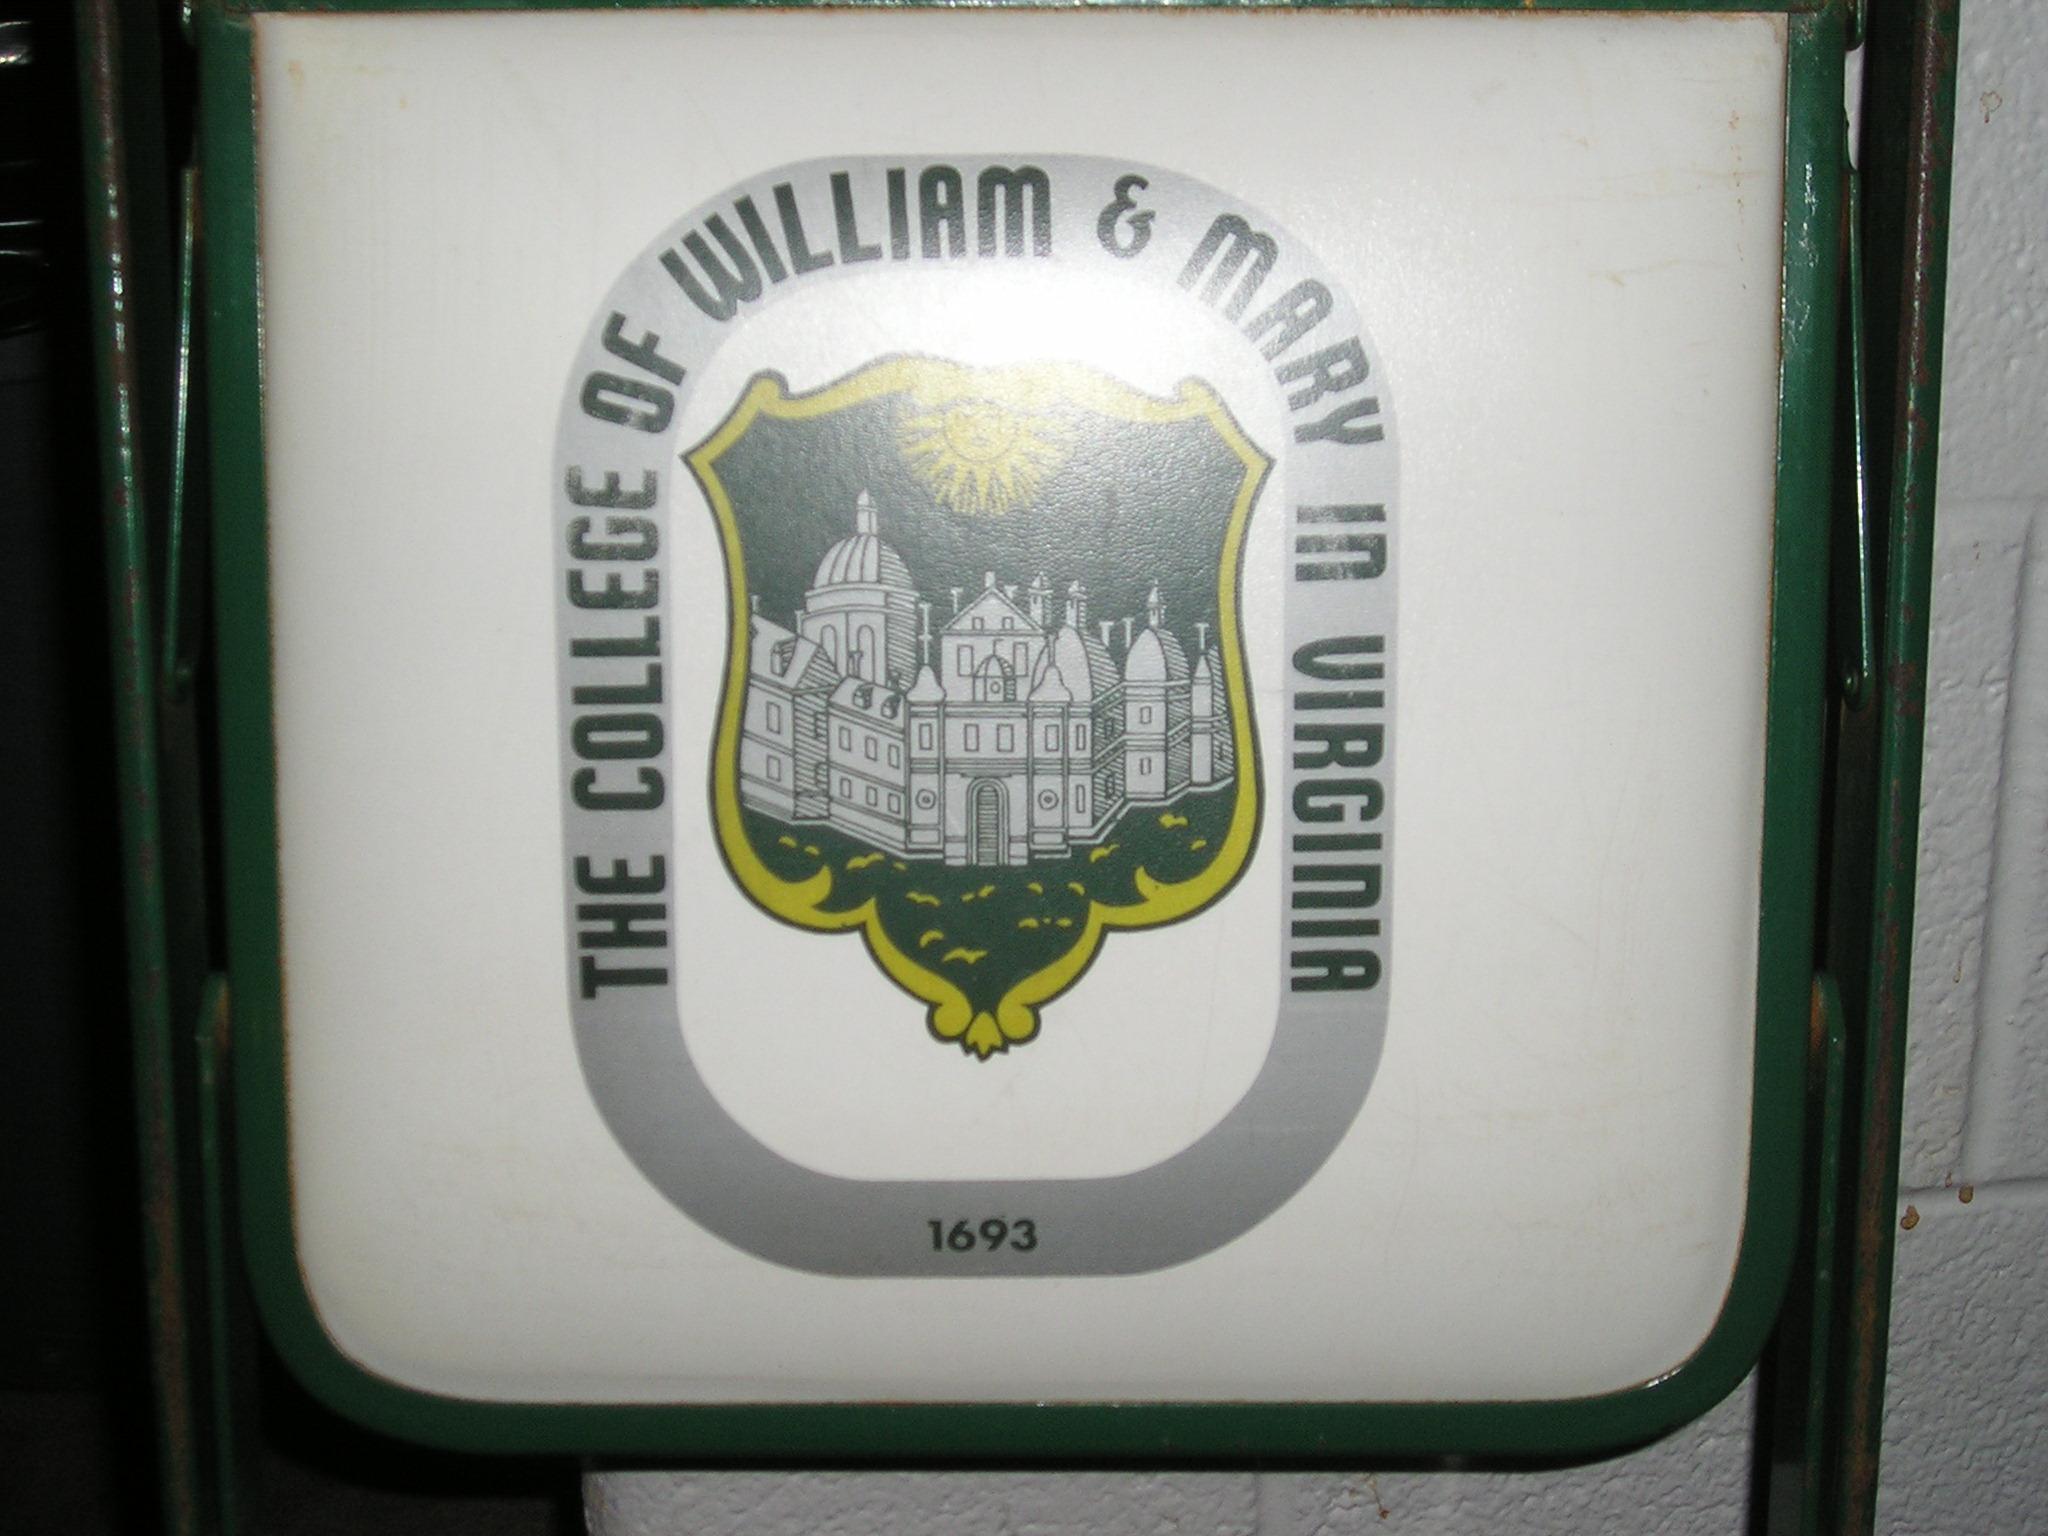 THE COLLEGE OF WILLIAM & MARY IN VIRGINIA
1693